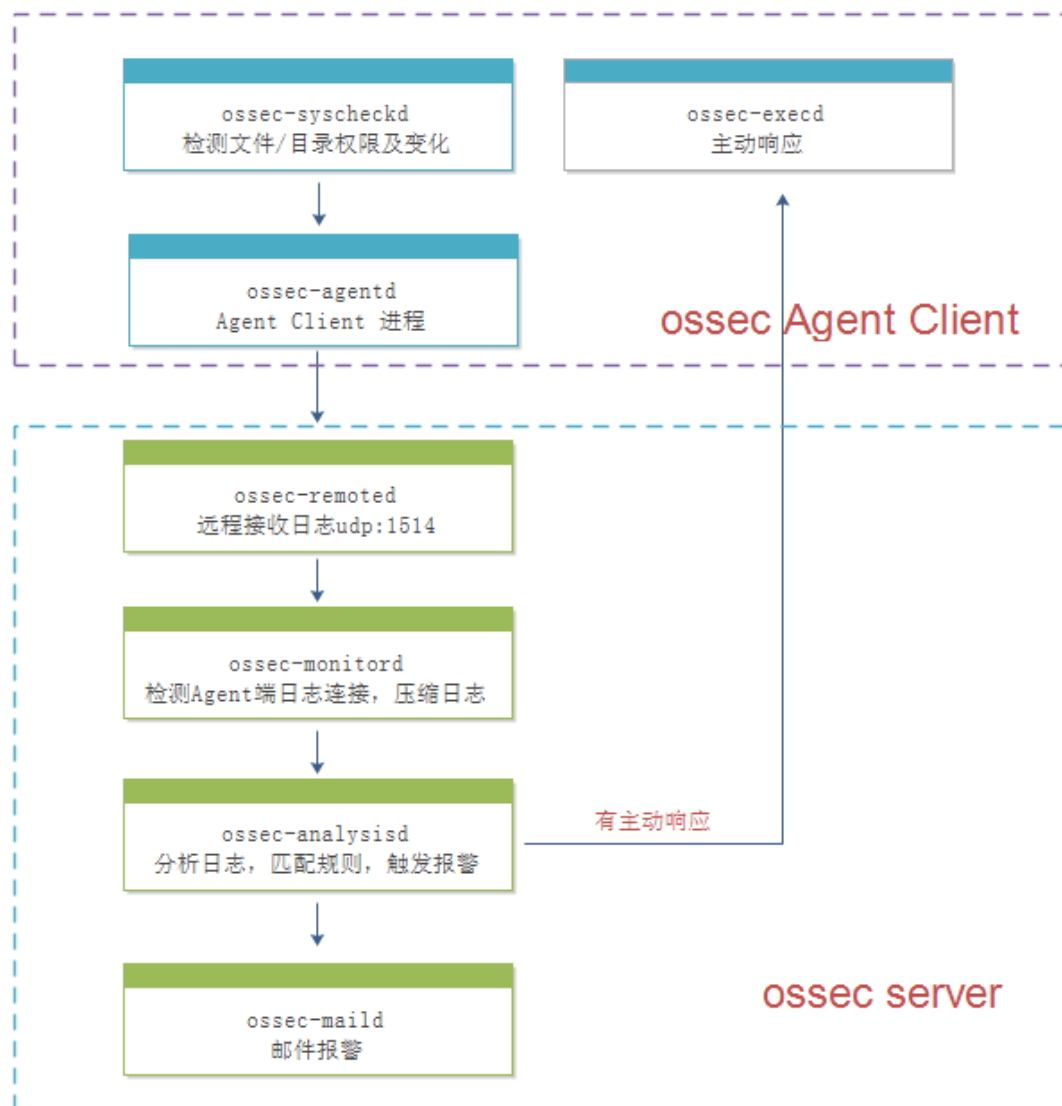 ossec-syscheckd
检测文件/目录权限及变化
ossec-execd
主动响应
ossec-agentd
Agent Client 进程
ossec Agent Client
ossec-remoted
远程接收日志udp:1514
ossec-monitord
检测Agent端日志连接，压缩日志
ossec-analysisd
分析日志，匹配规则，触发报警
有主动响应
ossec-maild
邮件报警
ossec server